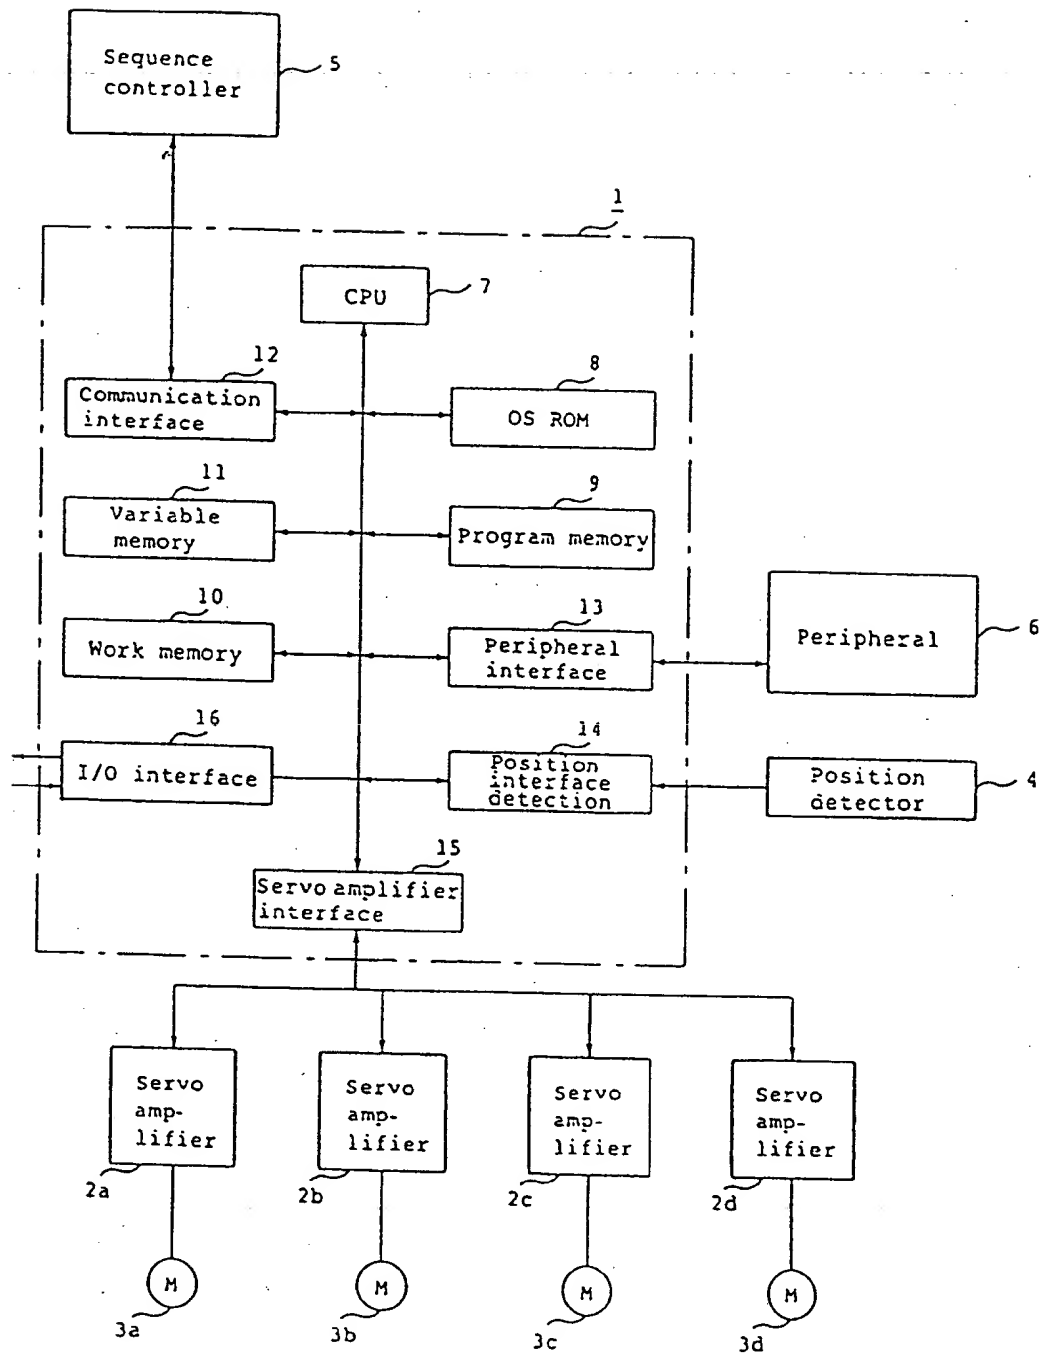 Sequence
controller
5
1
CPU
7
12
Communication
interface
8
OS ROM
11
Variable
memory
9
Program memory
10
Work memory
13
Peripheral
interface
Peripheral
6
16
I/O interface
14
Position
interface
detection
Position
detector
4
15
Servo amplifier
interface
Servo
amp-
lifier
2a
Servo
amp-
lifier
2b
Servo
amp-
lifier
2c
Servo
amp-
lifier
2d
M
3a
M
3b
M
3c
M
3d